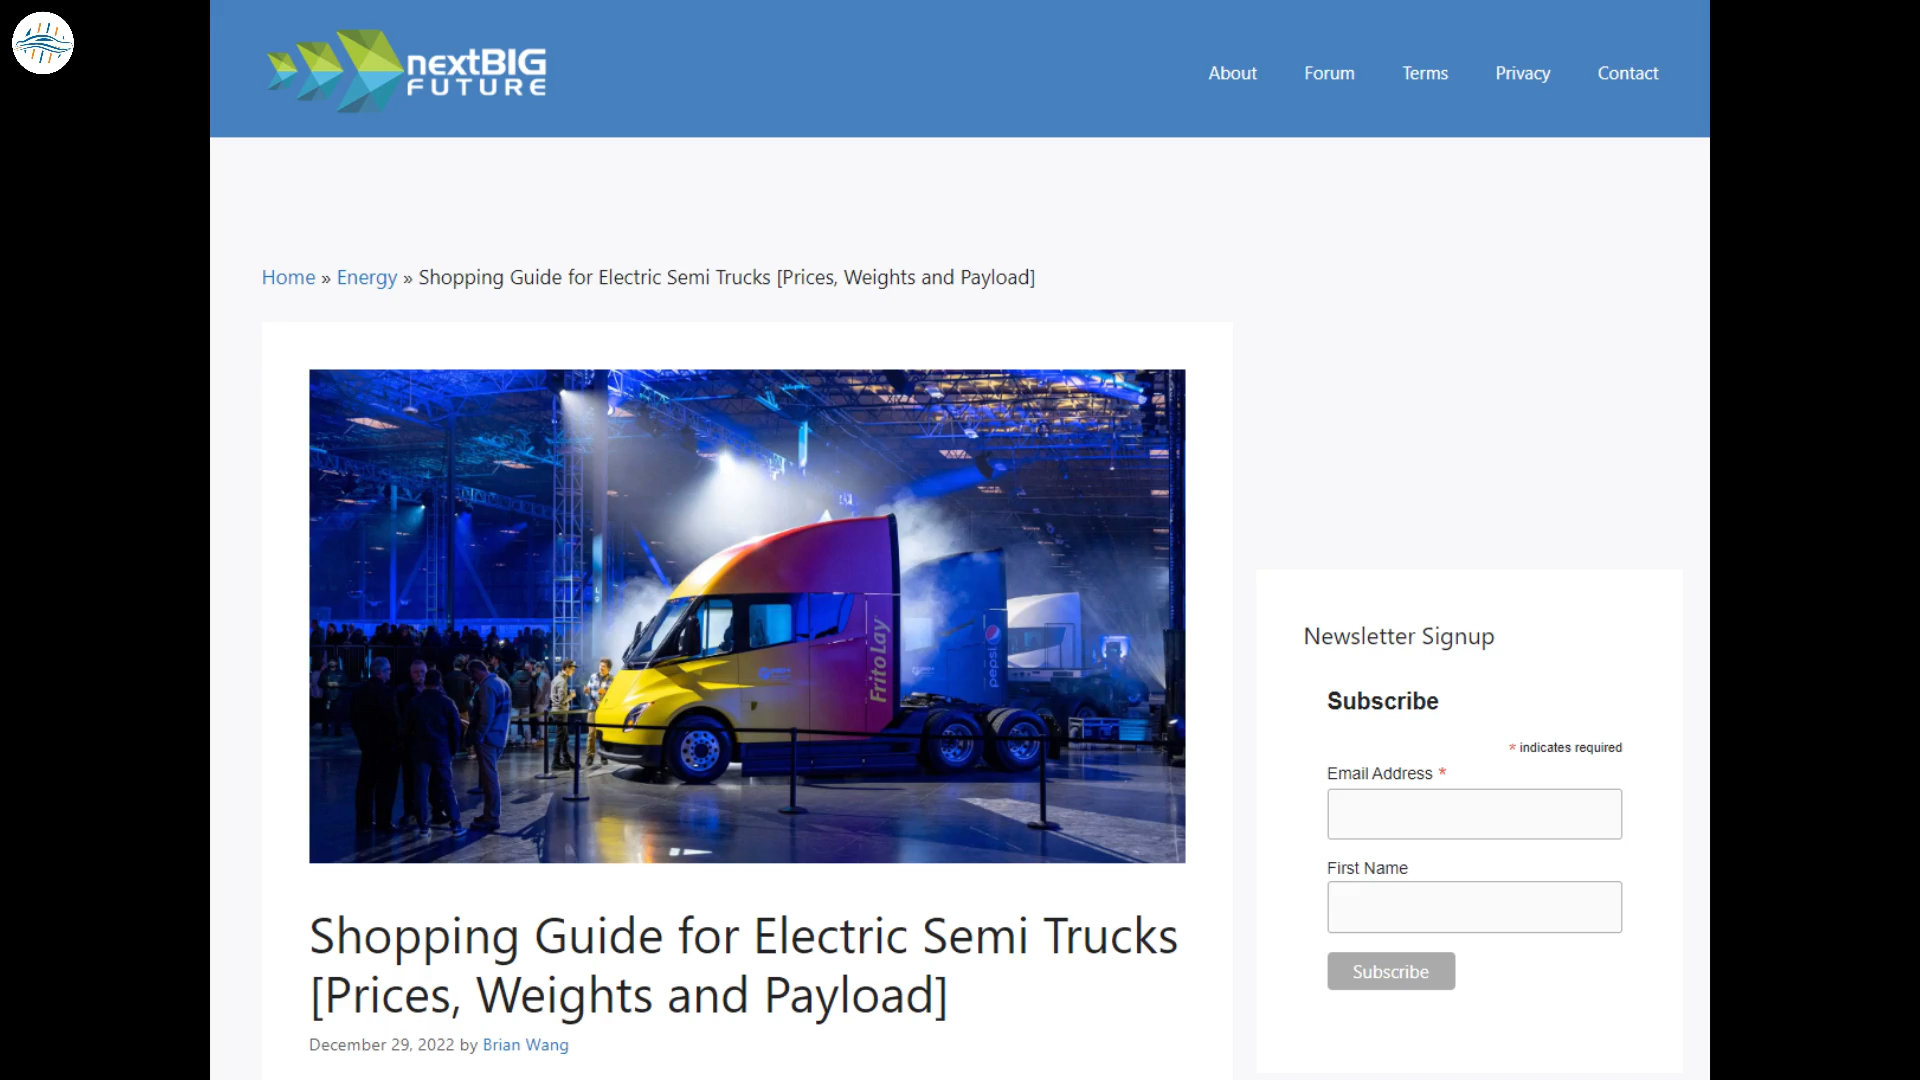 nextBIG
FUTURE
About
Forum
Terms
Privacy
Contact
Home » Energy » Shopping Guide for Electric Semi Trucks [Prices, Weights and Payload]
FritoLay
pepsi
Newsletter Signup
Subscribe
* indicates required
Email Address *
First Name
Subscribe
Shopping Guide for Electric Semi Trucks
[Prices, Weights and Payload]
December 29, 2022 by Brian Wang